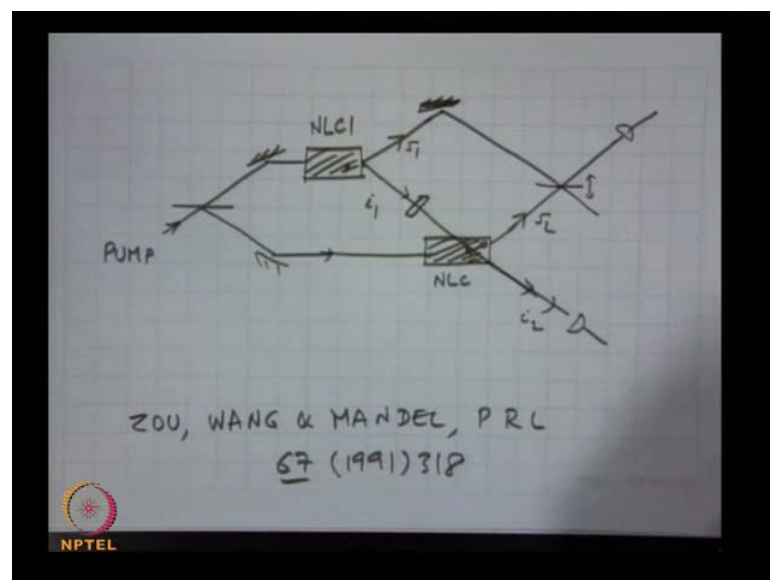 NLC1
s1
i1
PUMP
s2
NLC
i2
ZOU, WANG & MANDEL, PRL
67 (1991) 318
NPTEL